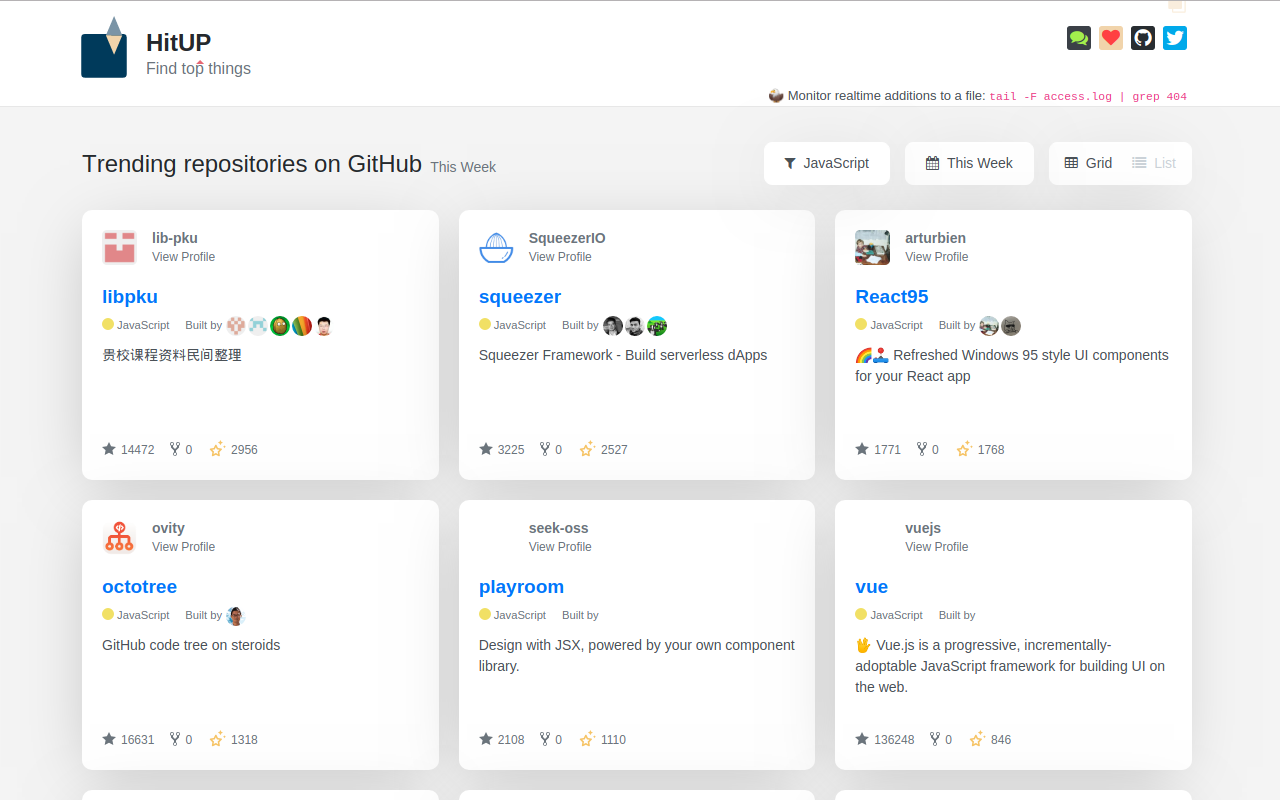 HitUP
Find top things
Monitor realtime additions to a file: tail -F access.log | grep 404
Trending repositories on GitHub This Week
JavaScript
This Week
Grid
List
lib-pku
View Profile
libpku
JavaScript Built by
贵校课程资料民间整理
14472 0 2956
SqueezerIO
View Profile
squeezer
JavaScript Built by
Squeezer Framework - Build serverless dApps
3225 0 2527
arturbien
View Profile
React95
JavaScript Built by
🌈🕹 Refreshed Windows 95 style UI components
for your React app
1771 0 1768
ovity
View Profile
octotree
JavaScript Built by
GitHub code tree on steroids
16631 0 1318
seek-oss
View Profile
playroom
JavaScript Built by
Design with JSX, powered by your own component
library.
2108 0 1110
vuejs
View Profile
vue
JavaScript Built by
🖖 Vue.js is a progressive, incrementally-
adoptable JavaScript framework for building UI on
the web.
136248 0 846